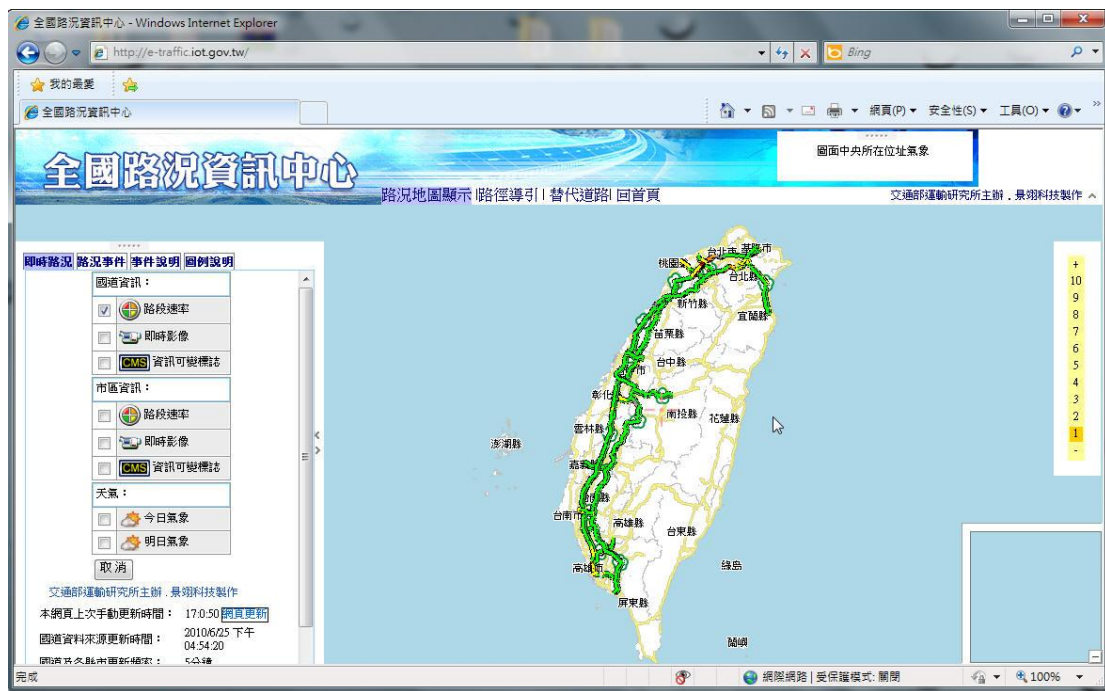 全國路況資訊中心 - Windows Internet Explorer
http://e-traffic.iot.gov.tw/
Bing
我的最愛
全國路況資訊中心
網頁(P) 安全性(S) 工具(O)
全國路況資訊中心
圖面中央所在位址氣象
路況地圖顯示 |路徑導引 | 替代道路| 回首頁
交通部運輸研究所主辦 . 景翊科技製作
即時路況 路況事件 事件說明 圖例說明
國道資訊：
路段速率
即時影像
CMS 資訊可變標誌
市區資訊：
路段速率
即時影像
CMS 資訊可變標誌
天氣：
今日氣象
明日氣象
取消
交通部運輸研究所主辦 . 景翊科技製作
本網頁上次手動更新時間： 17:0:50 網頁更新
國道資料來源更新時間： 2010/6/25 下午
04:54:20
國道及各縣市更新頻率： 5分鐘
台北市 基隆市
桃園
台北縣
新竹縣
宜蘭縣
苗栗縣
台中縣
市
彰化
南投縣
花蓮縣
雲林縣
澎湖縣
嘉義
縣
台南市
高雄縣
台東縣
高雄市
綠島
屏東縣
蘭嶼
+
10
9
8
7
6
5
4
3
2
1
-
完成
網際網路 | 受保護模式: 關閉
100%